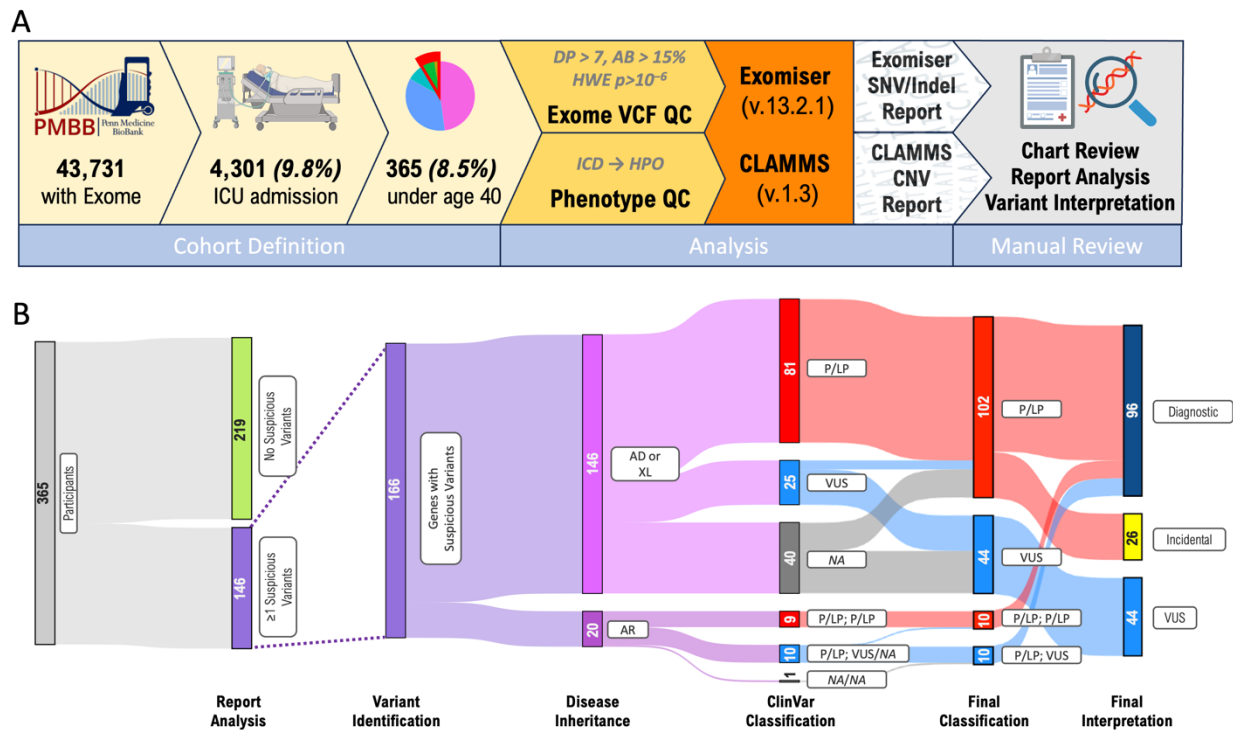 A
PMBB
Penn Medicine
BioBank
43,731
with Exome
4,301 (9.8%)
ICU admission
365 (8.5%)
under age 40
DP > 7, AB > 15%
HWE p>10⁻⁶
Exome VCF QC
ICD → HPO
Phenotype QC
Exomiser
(v.13.2.1)
CLAMMS
(v.1.3)
Exomiser
SNV/Indel
Report
CLAMMS
CNV
Report
Chart Review
Report Analysis
Variant Interpretation
Cohort Definition
Analysis
Manual Review
B
365
Participants
219
No Suspicious
Variants
146
≥1 Suspicious
Variants
166
Genes with
Suspicious Variants
146
AD or
XL
20
AR
81
P/LP
25
VUS
40
NA
9
P/LP; P/LP
10
P/LP; VUS/NA
1
NA/NA
102
P/LP
44
VUS
10
P/LP; P/LP
10
P/LP; VUS
96
Diagnostic
26
Incidental
44
VUS
Report
Analysis
Variant
Identification
Disease
Inheritance
ClinVar
Classification
Final
Classification
Final
Interpretation